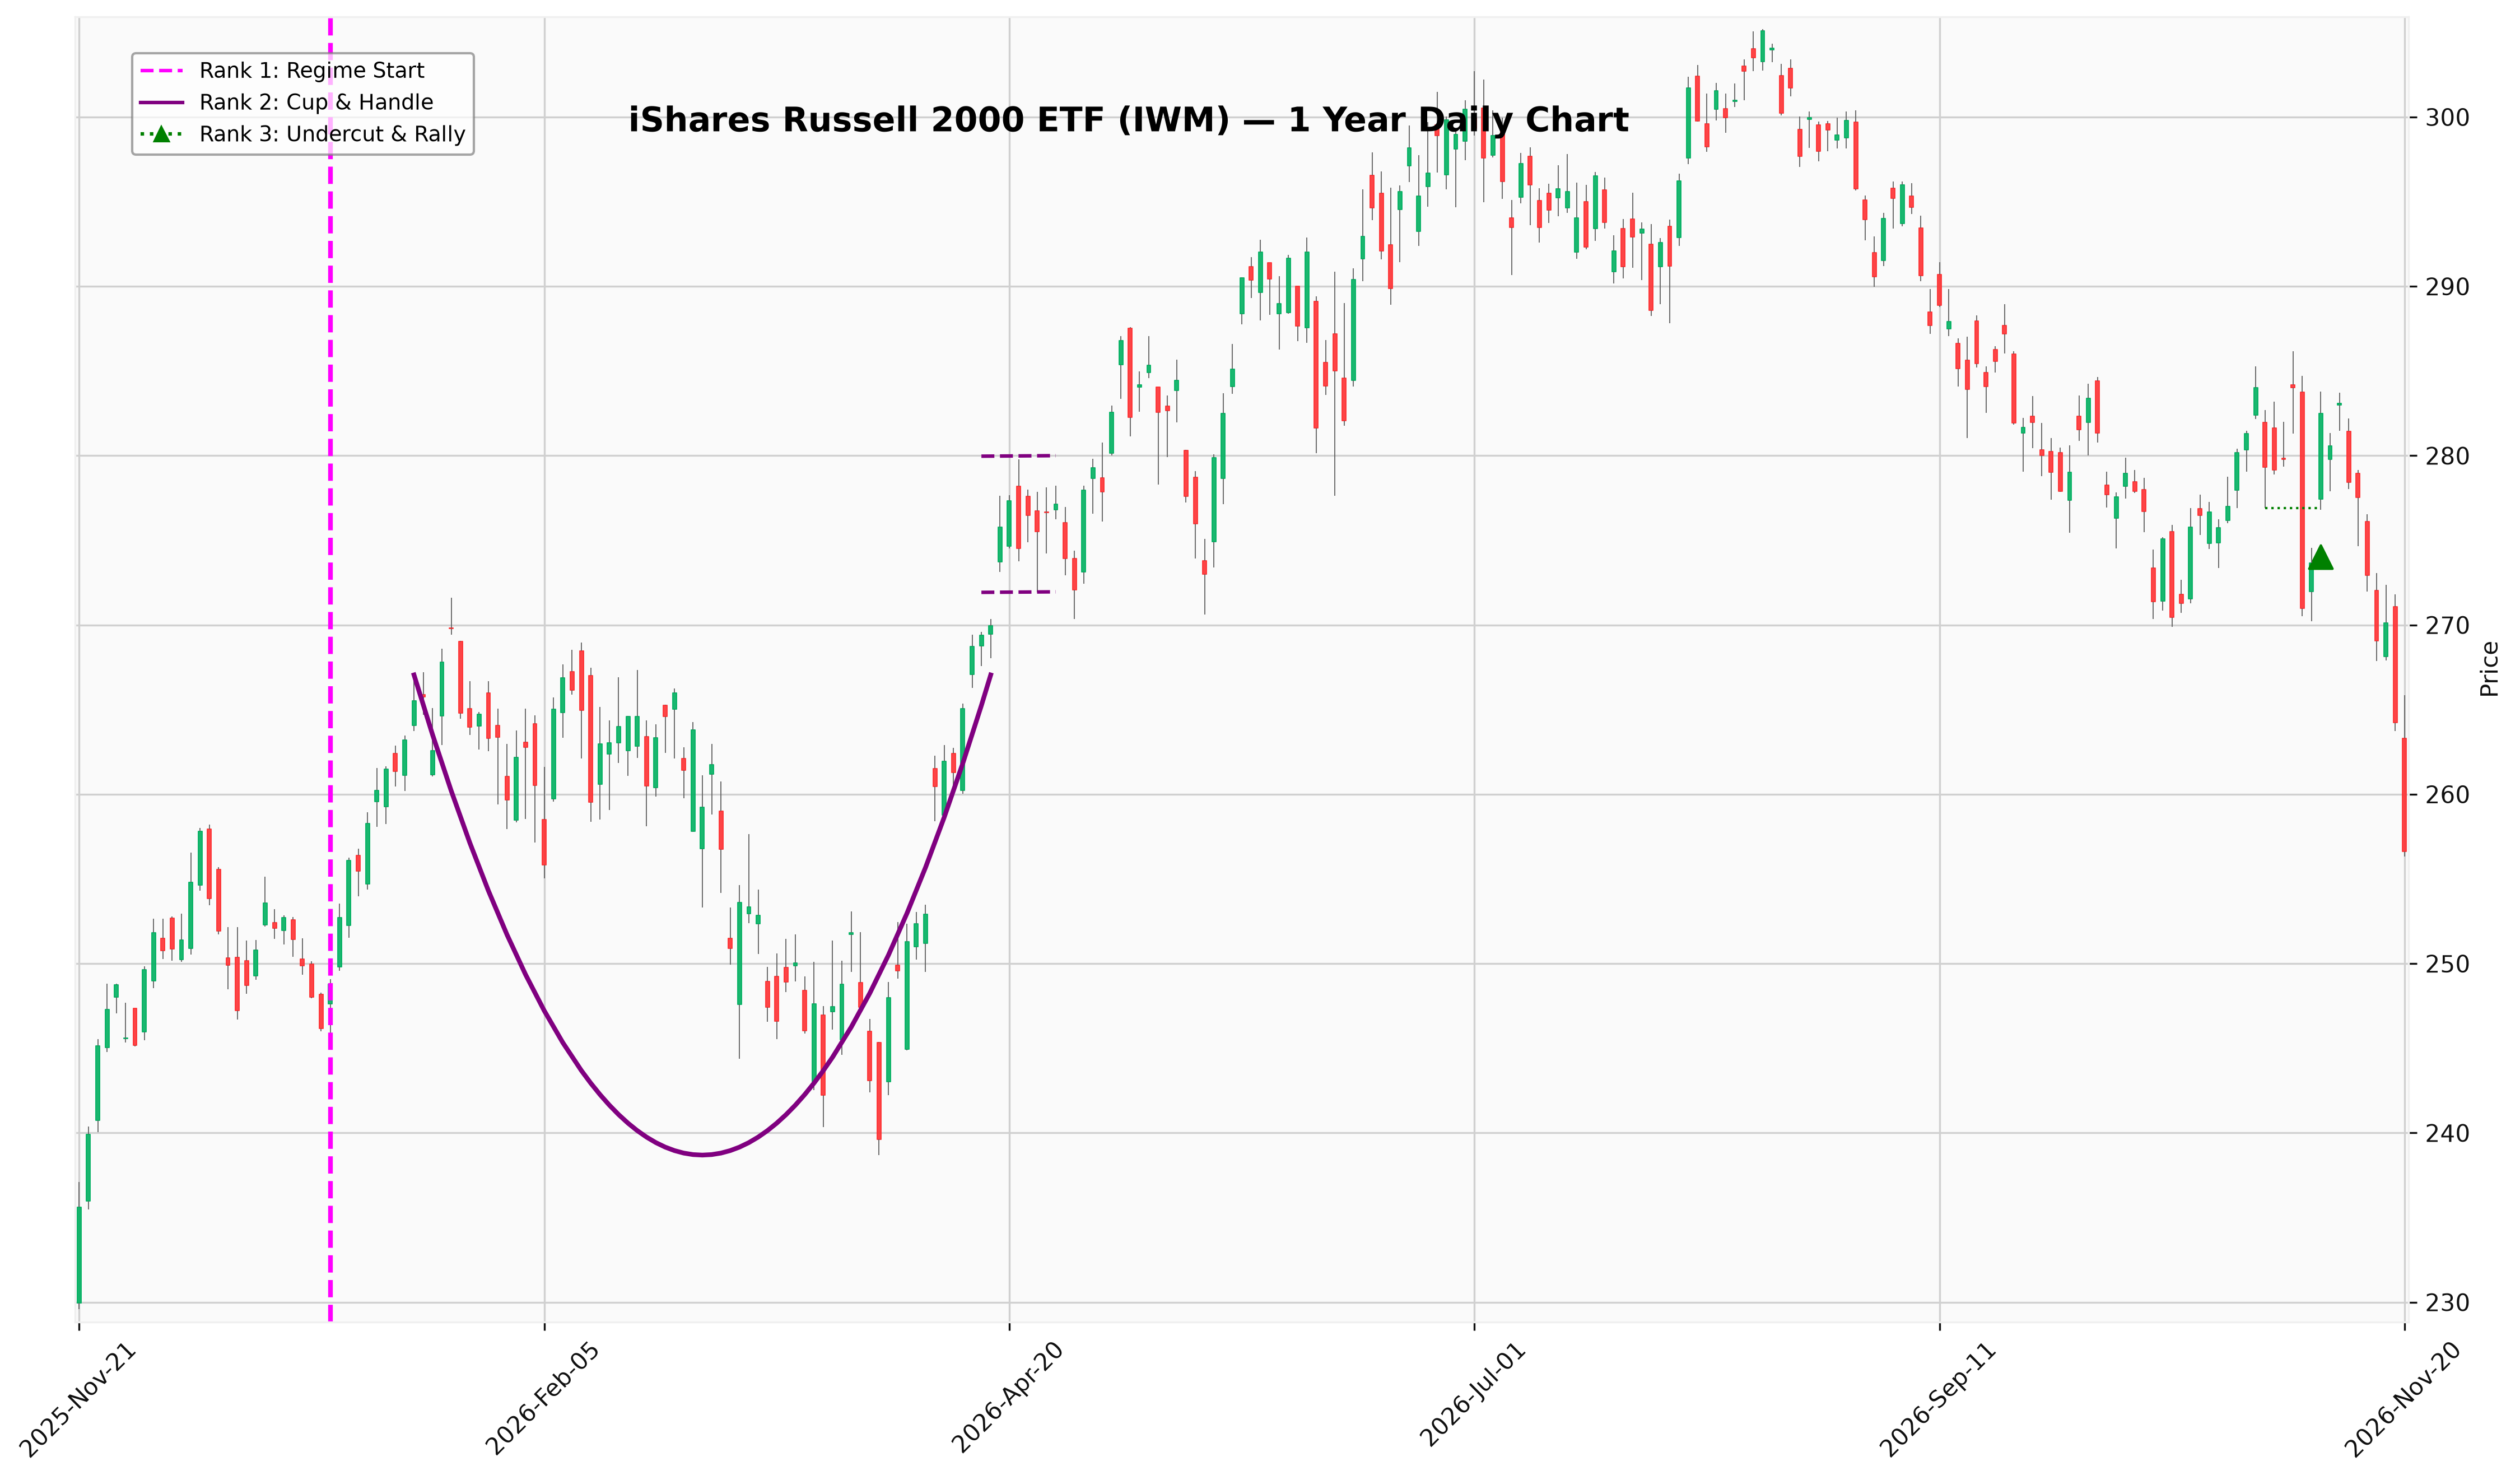 Rank 1: Regime Start
Rank 2: Cup & Handle
Rank 3: Undercut & Rally
iShares Russell 2000 ETF (IWM) — 1 Year Daily Chart
300
290
280
270
260
250
240
230
Price
2025-Nov-21
2026-Feb-05
2026-Apr-20
2026-Jul-01
2026-Sep-11
2026-Nov-20